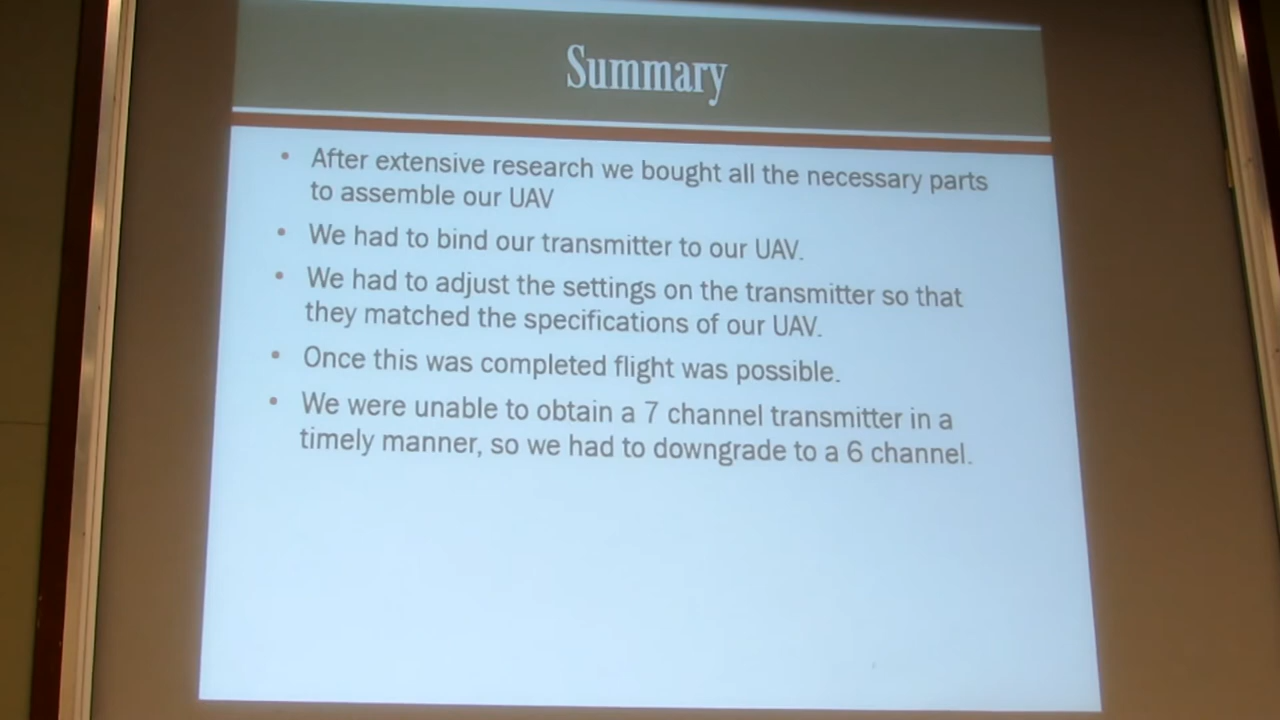 Summary
• After extensive research we bought all the necessary parts
to assemble our UAV
• We had to bind our transmitter to our UAV.
• We had to adjust the settings on the transmitter so that
they matched the specifications of our UAV.
• Once this was completed flight was possible.
• We were unable to obtain a 7 channel transmitter in a
timely manner, so we had to downgrade to a 6 channel.